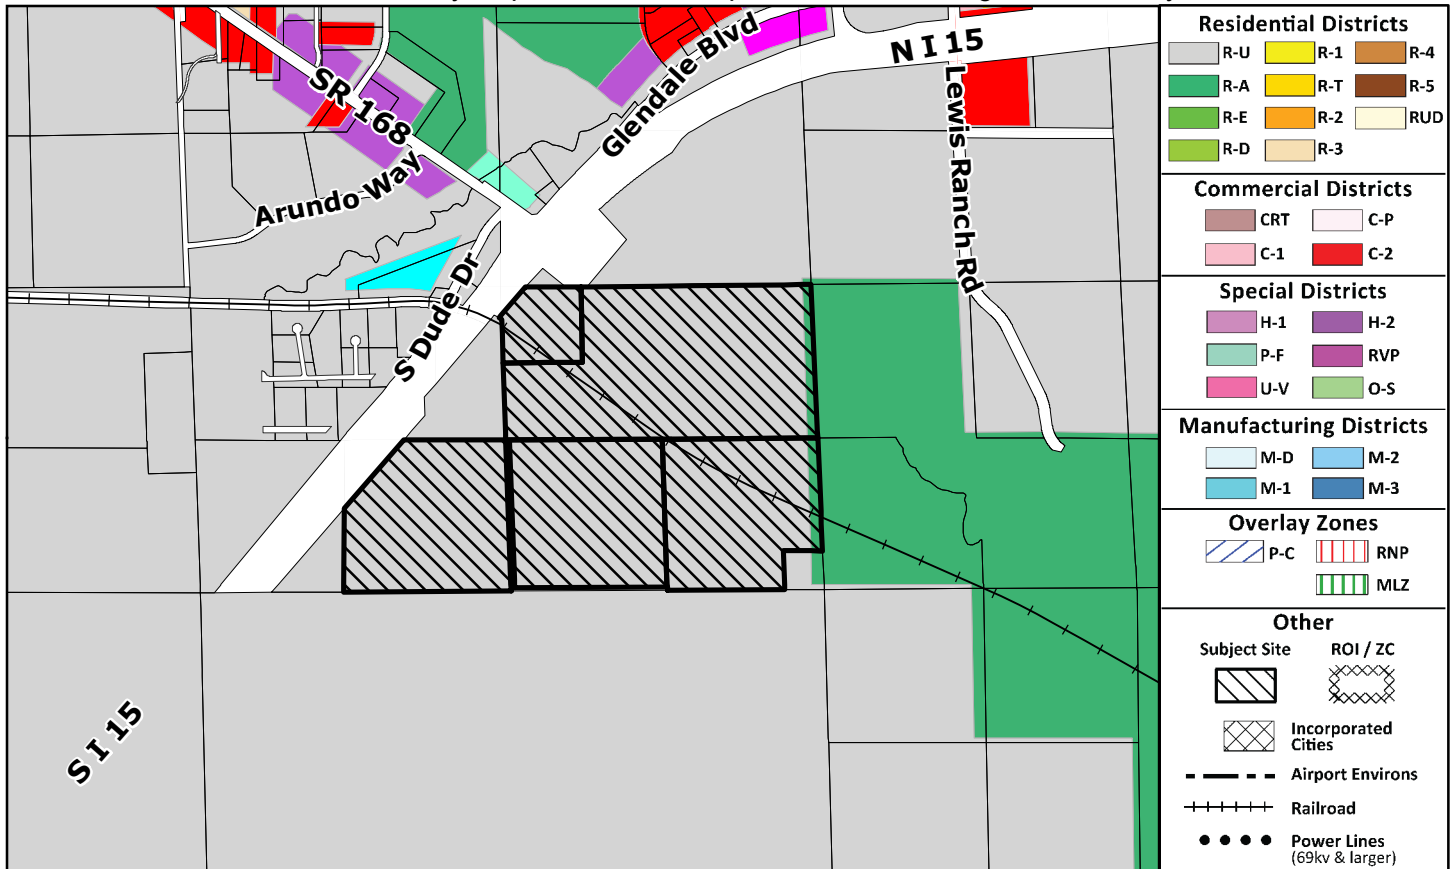 SR 168
Glendale Blvd
N I 15
Lewis Ranch Rd
Arundo Way
S Dude Dr
S I 15
Residential Districts
R-U R-1 R-4
R-A R-T R-5
R-E R-2 RUD
R-D R-3
Commercial Districts
CRT C-P
C-1 C-2
Special Districts
H-1 H-2
P-F RVP
U-V O-S
Manufacturing Districts
M-D M-2
M-1 M-3
Overlay Zones
P-C RNP
MLZ
Other
Subject Site ROI / ZC
Incorporated
Cities
Airport Environs
Railroad
Power Lines
(69kv & larger)